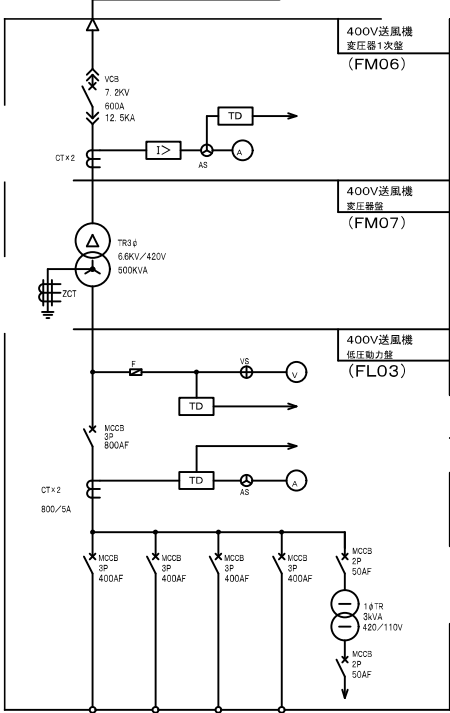 400V送風機
変圧器1次盤
(FM06)
VCB
7.2KV
600A
12.5KA
TD
CT×2
I>
AS
A
400V送風機
変圧器盤
(FM07)
TR3φ
6.6KV/420V
500KVA
ZCT
400V送風機
低圧動力盤
(FL03)
F
VS
V
TD
MCCB
3P
800AF
CT×2
800/5A
TD
AS
A
MCCB
3P
400AF
MCCB
3P
400AF
MCCB
3P
400AF
MCCB
3P
400AF
MCCB
2P
50AF
1φTR
3kVA
420/110V
MCCB
2P
50AF